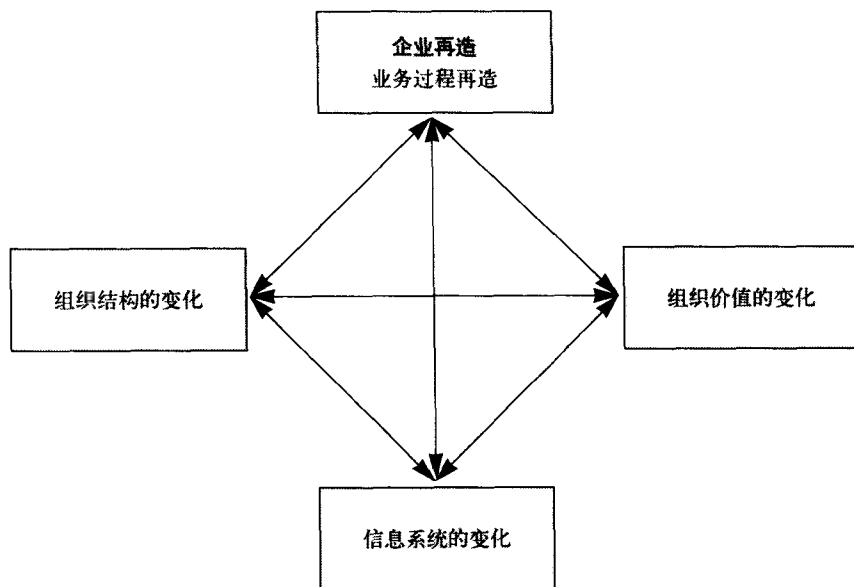 企业再造
业务过程再造
组织结构的变化
组织价值的变化
信息系统的变化